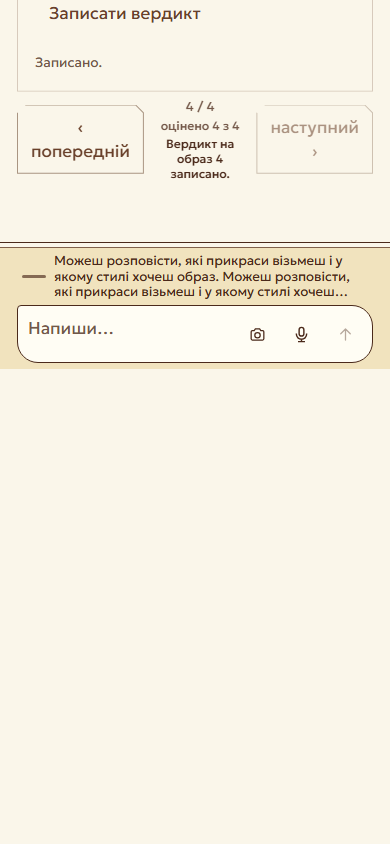 Записати вердикт
Записано.
‹
попередній
4 / 4
оцінено 4 з 4
Вердикт на
образ 4
записано.
наступний
›
Можеш розповісти, які прикраси візьмеш і у
якому стилі хочеш образ. Можеш розповісти,
які прикраси візьмеш і у якому стилі хочеш…
Напиши…